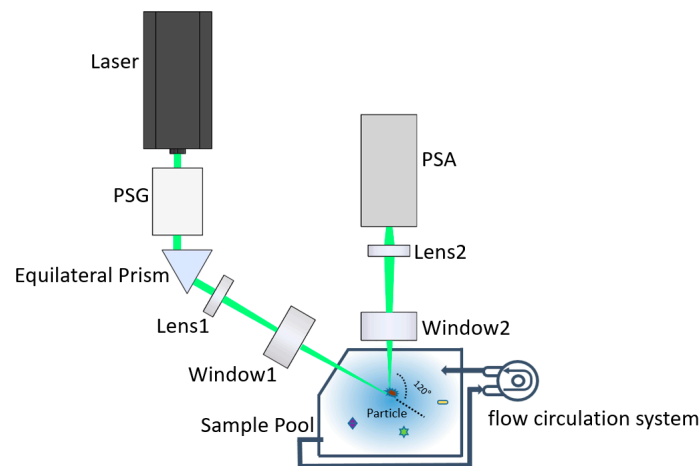 Laser
PSG
PSA
Equilateral Prism
Lens2
Lens1
Window2
Window1
120°
Particle
Sample Pool
flow circulation system